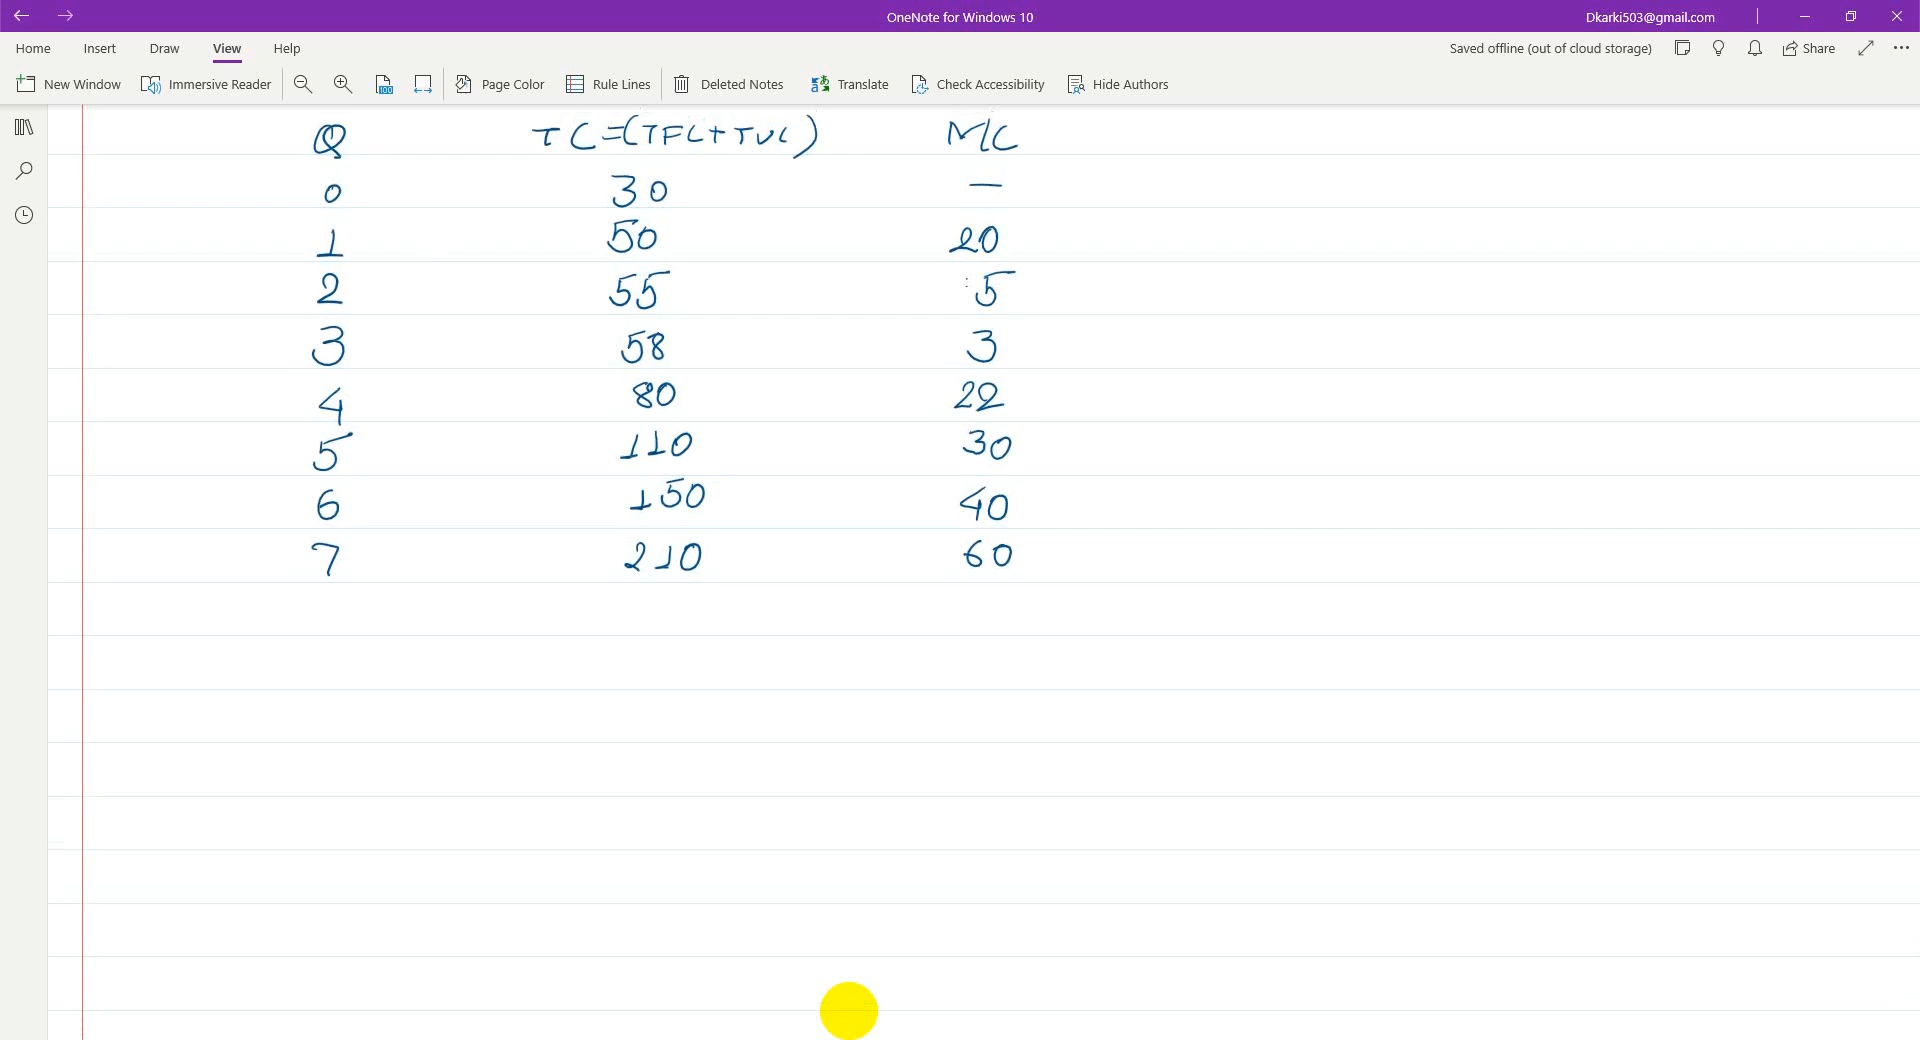 OneNote for Windows 10 Dkarki503@gmail.com
Home Insert Draw View Help Saved offline (out of cloud storage) Share
New Window Immersive Reader Page Color Rule Lines Deleted Notes Translate Check Accessibility Hide Authors
Q TC=(TFC+TVC) MC
0 30 —
1 50 20
2 55 5
3 58 3
4 80 22
5 110 30
6 150 40
7 210 60